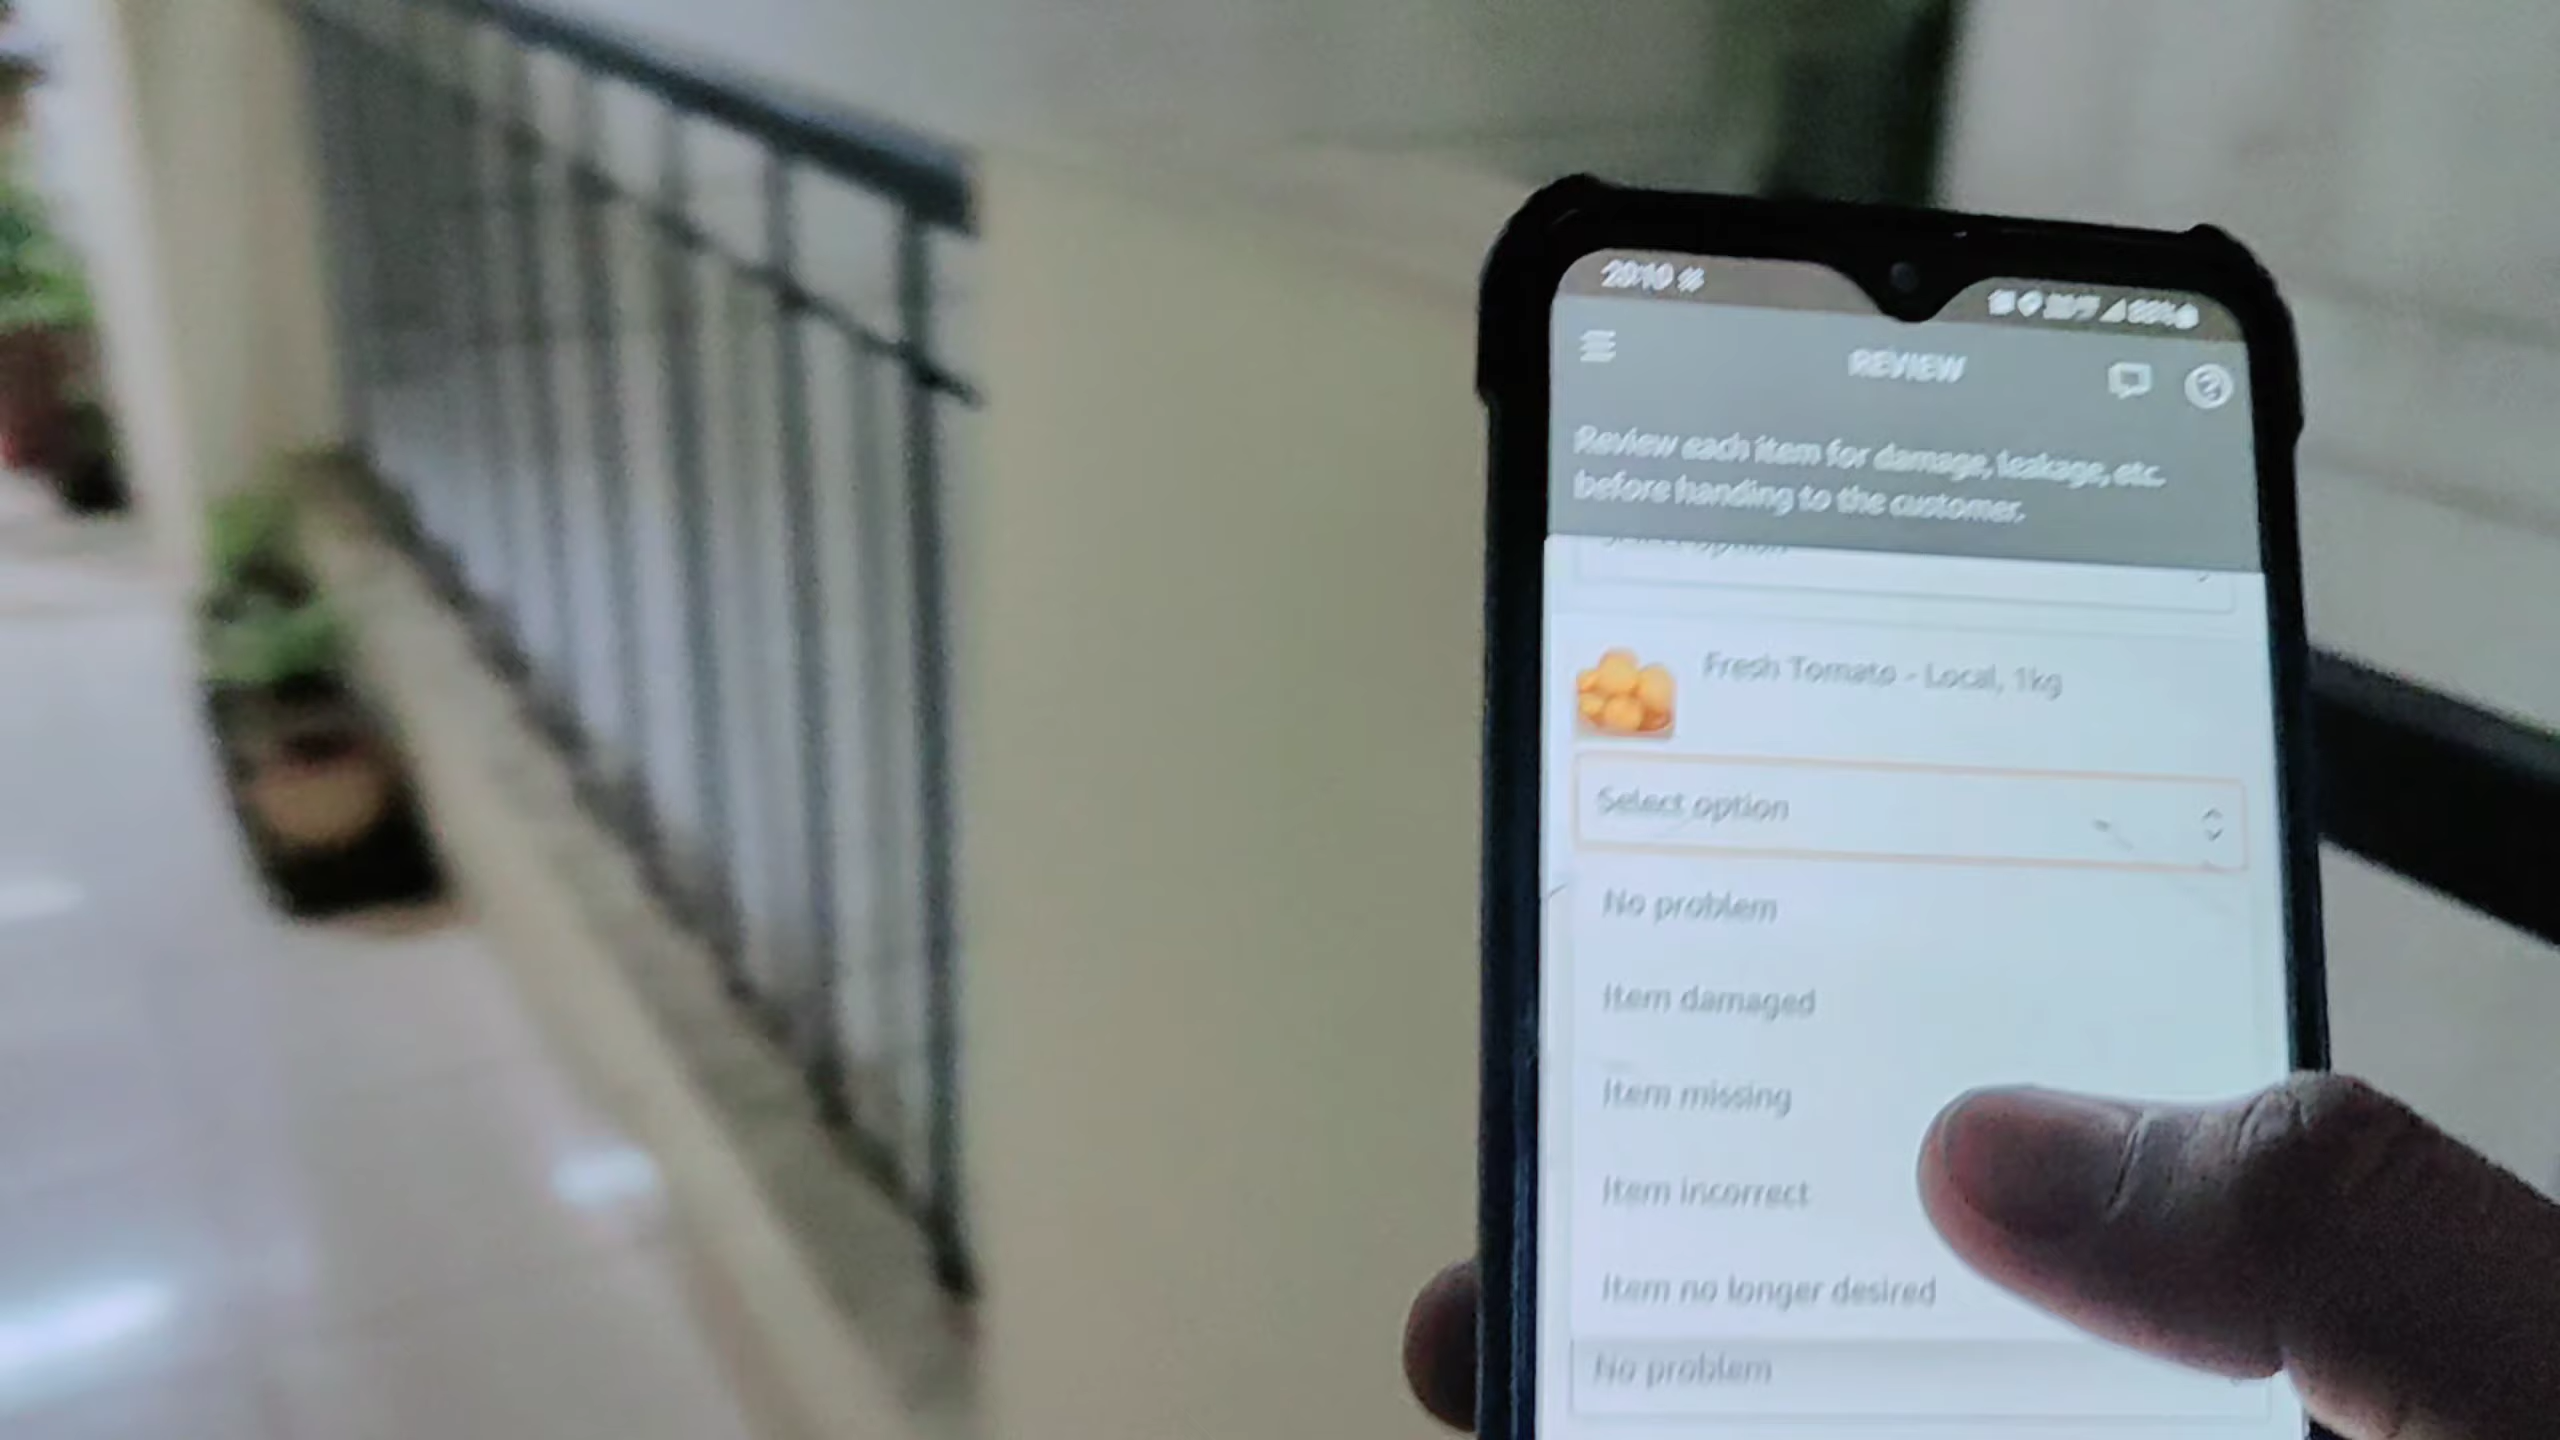 20:10
REVIEW
Review each item for damage, leakage, etc.
before handing to the customer.
Fresh Tomato - Local, 1kg
Select option
No problem
Item damaged
Item missing
Item incorrect
Item no longer desired
No problem